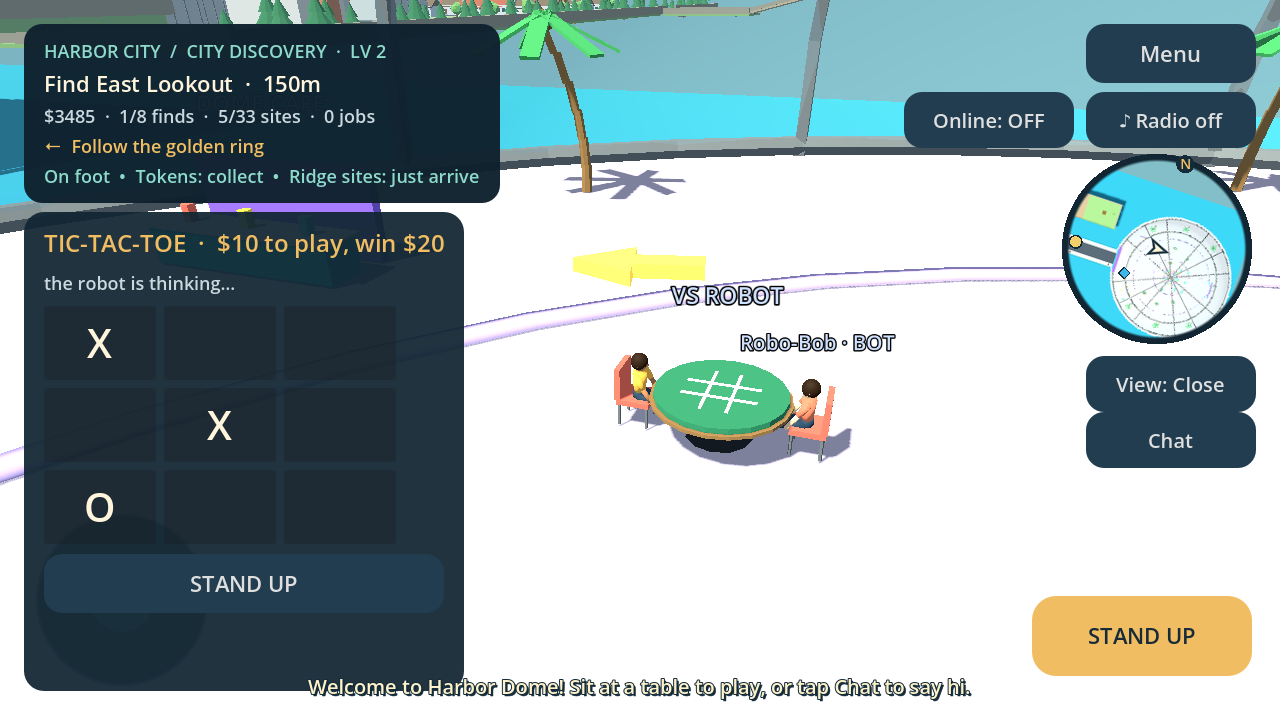 HARBOR CITY / CITY DISCOVERY · LV 2
Find East Lookout · 150m
$3485 · 1/8 finds · 5/33 sites · 0 jobs
← Follow the golden ring
On foot • Tokens: collect • Ridge sites: just arrive
TIC-TAC-TOE · $10 to play, win $20
the robot is thinking...
X
X
O
STAND UP
Menu
Online: OFF
♪ Radio off
N
VS ROBOT
Robo-Bob · BOT
View: Close
Chat
STAND UP
Welcome to Harbor Dome! Sit at a table to play, or tap Chat to say hi.